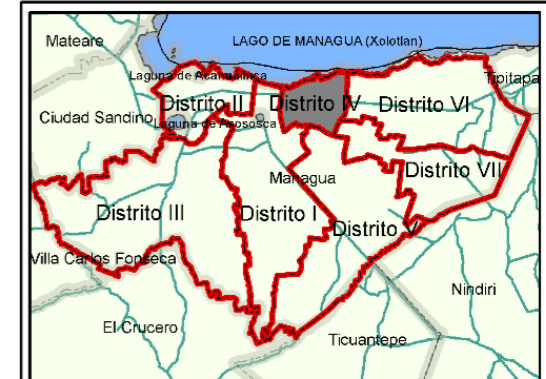 Mateare
LAGO DE MANAGUA (Xolotlan)
Laguna de Acahualinca
Tipitapa
Distrito II
Distrito IV
Distrito VI
Ciudad Sandino
Laguna de Asososca
Distrito VII
Managua
Distrito III
Distrito I
Distrito V
Villa Carlos Fonseca
Nindiri
El Crucero
Ticuantepe